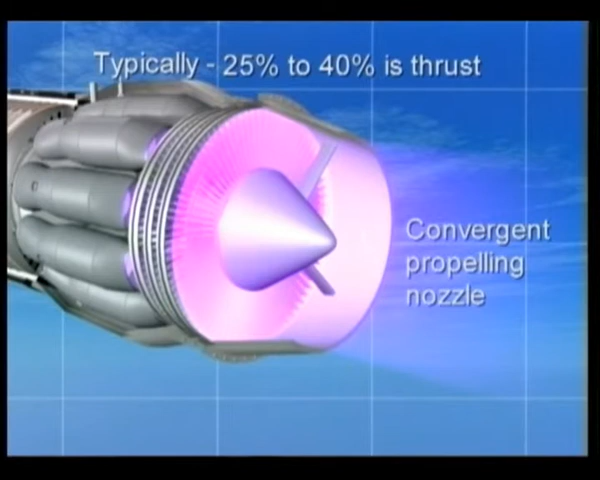 Typically - 25% to 40% is thrust
Convergent
propelling
nozzle